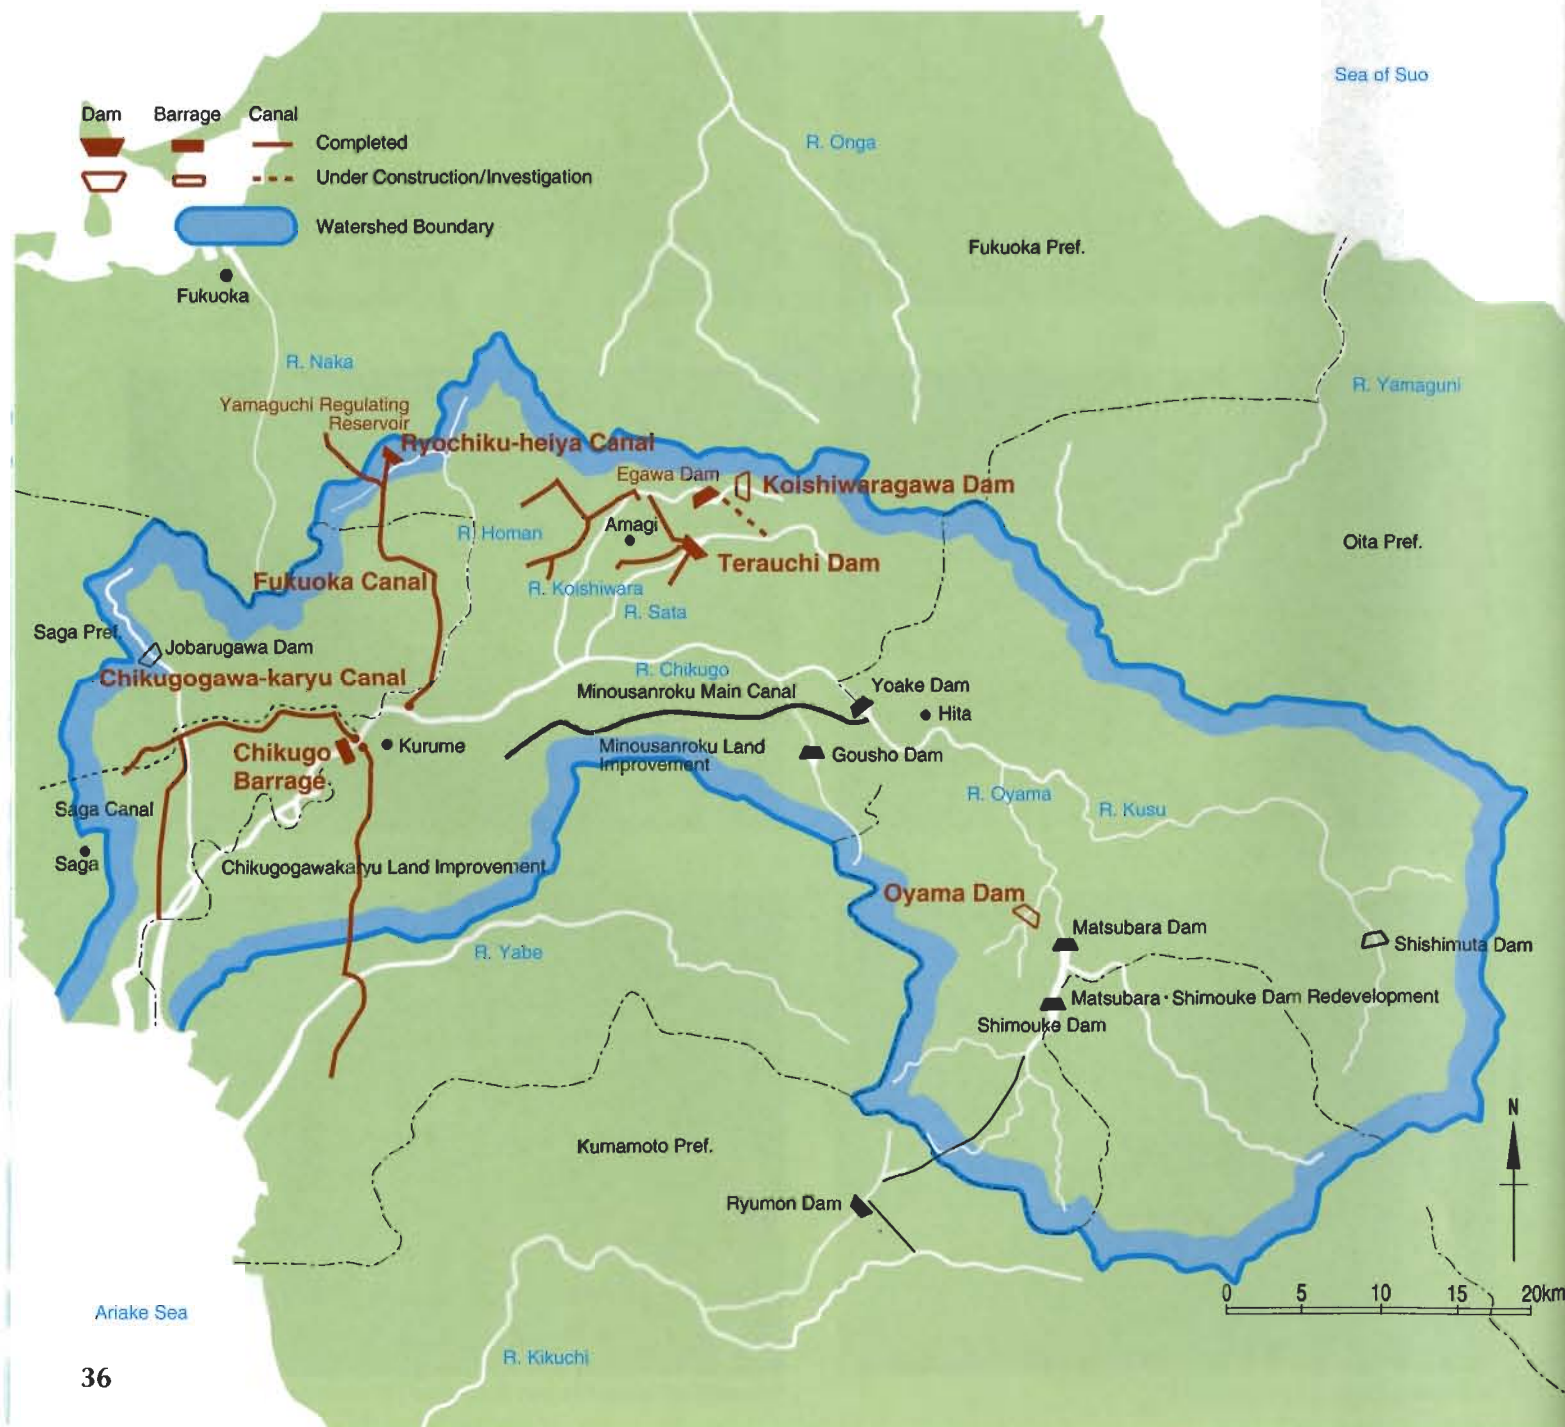 Sea of Suo
Dam Barrage Canal
Completed
Under Construction/Investigation
Watershed Boundary
R. Onga
Fukuoka Pref.
Fukuoka
R. Naka
R. Yamaguni
Yamaguchi Regulating
Reservoir
Ryochiku-heiya Canal
Egawa Dam
Koishiwaragawa Dam
Amagi
R. Homan
Oita Pref.
Terauchi Dam
Fukuoka Canal
R. Koishiwara
R. Sata
Saga Pref.
Jobarugawa Dam
Chikugogawa-karyu Canal
R. Chikugo
Minousanroku Main Canal
Yoake Dam
Hita
Kurume
Minousanroku Land
Improvement
Gousho Dam
Chikugo
Barrage
R. Oyama
R. Kusu
Saga Canal
Saga
Chikugogawakaryu Land Improvement
Oyama Dam
Matsubara Dam
Shishimuta Dam
R. Yabe
Matsubara・Shimouke Dam Redevelopment
Shimouke Dam
N
Kumamoto Pref.
Ryumon Dam
0 5 10 15 20km
Ariake Sea
R. Kikuchi
36